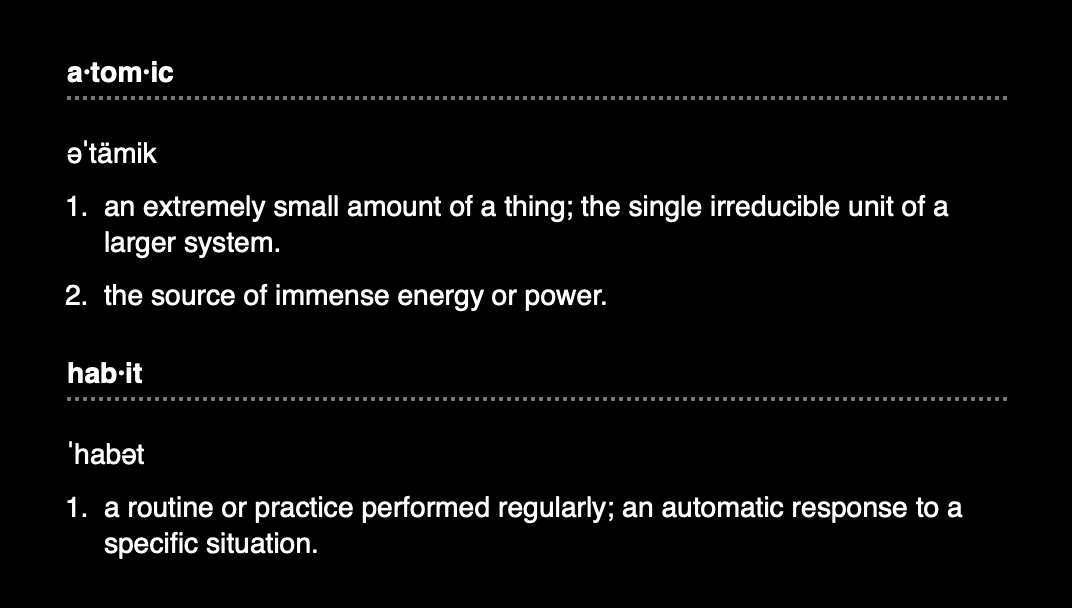 a·tom·ic
əˈtämik
1. an extremely small amount of a thing; the single irreducible unit of a
larger system.
2. the source of immense energy or power.
hab·it
ˈhabət
1. a routine or practice performed regularly; an automatic response to a
specific situation.